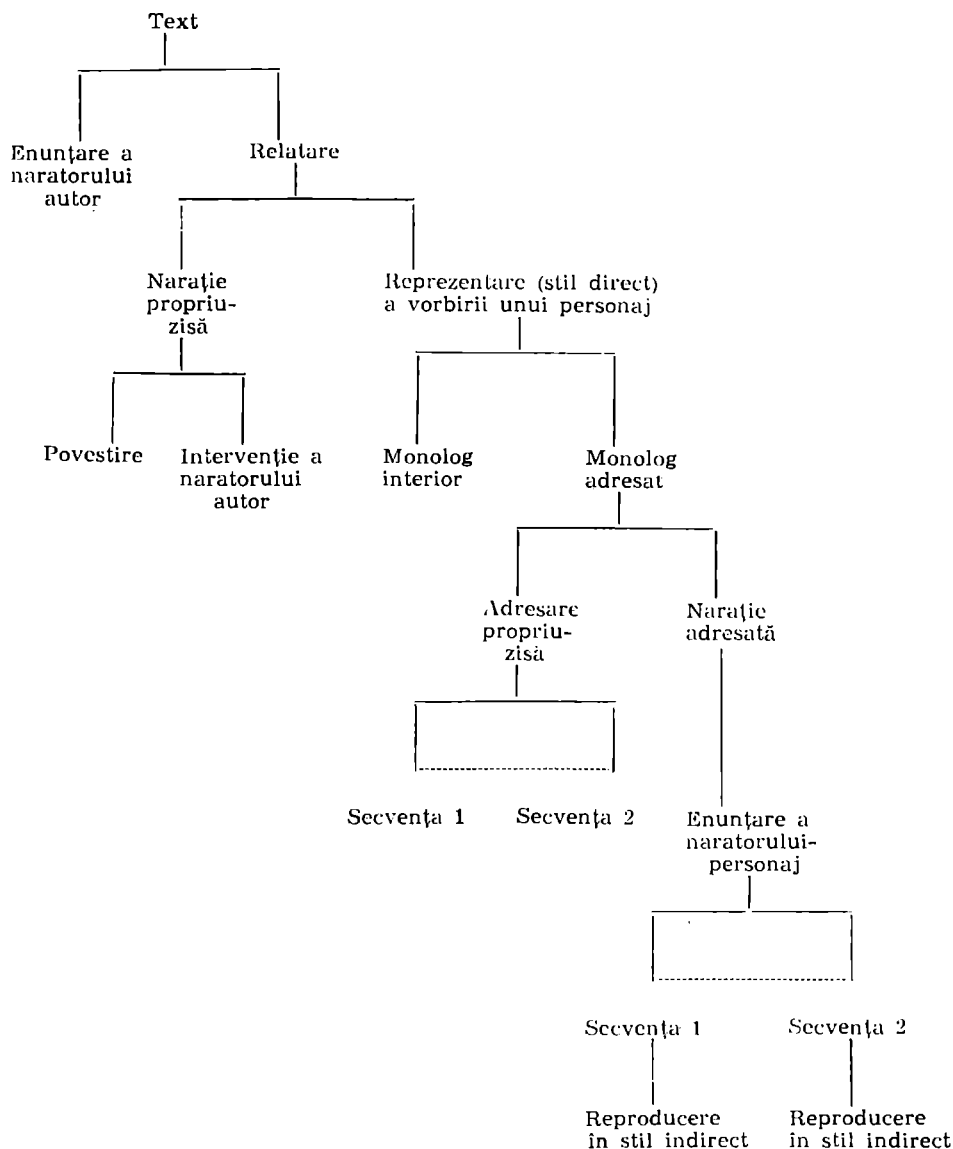 Text
Enunțare a
naratorului
autor
Relatare
Narație
propriu-
zisă
Reprezentare (stil direct)
a vorbirii unui personaj
Povestire
Intervenție a
naratorului
autor
Monolog
interior
Monolog
adresat
Adresare
propriu-
zisă
Narație
adresată
Secvența 1
Secvența 2
Enunțare a
naratorului-
personaj
Secvența 1
Secvența 2
Reproducere
în stil indirect
Reproducere
în stil indirect